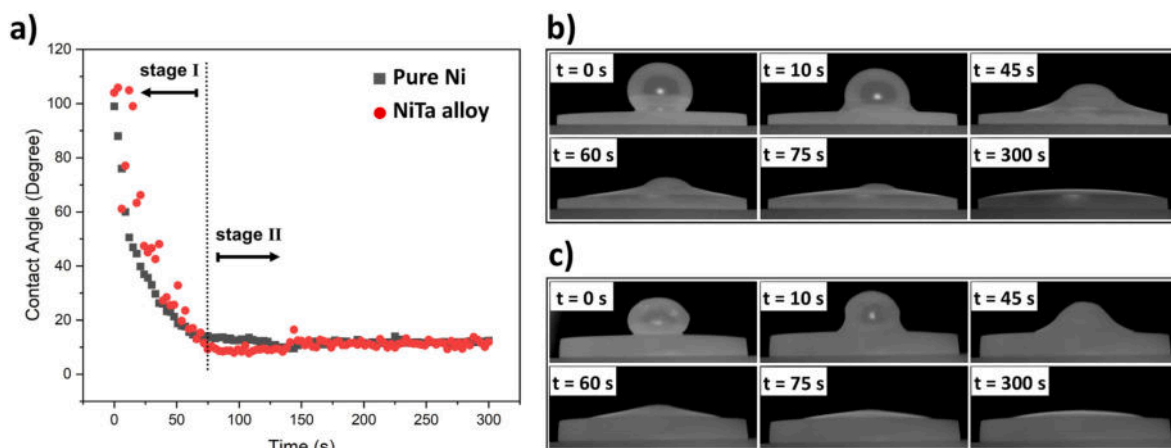 a)
120
100
80
60
40
20
0
Contact Angle (Degree)
stage I
Pure Ni
NiTa alloy
stage II
0
50
100
150
200
250
300
Time (s)
b)
t = 0 s
t = 10 s
t = 45 s
t = 60 s
t = 75 s
t = 300 s
c)
t = 0 s
t = 10 s
t = 45 s
t = 60 s
t = 75 s
t = 300 s